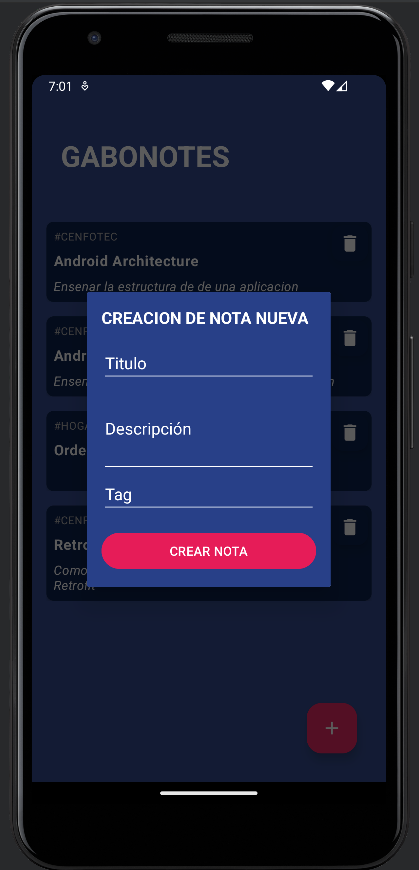 7:01
GABONOTES
#CENFOTEC
Android Architecture
Ensenar la estructura de de una aplicacion
#CENF
Andr
Ensen
#HOGA
Orde
#CENF
Retro
Como
Retrofit
CREACION DE NOTA NUEVA
Titulo
Descripción
Tag
CREAR NOTA
+